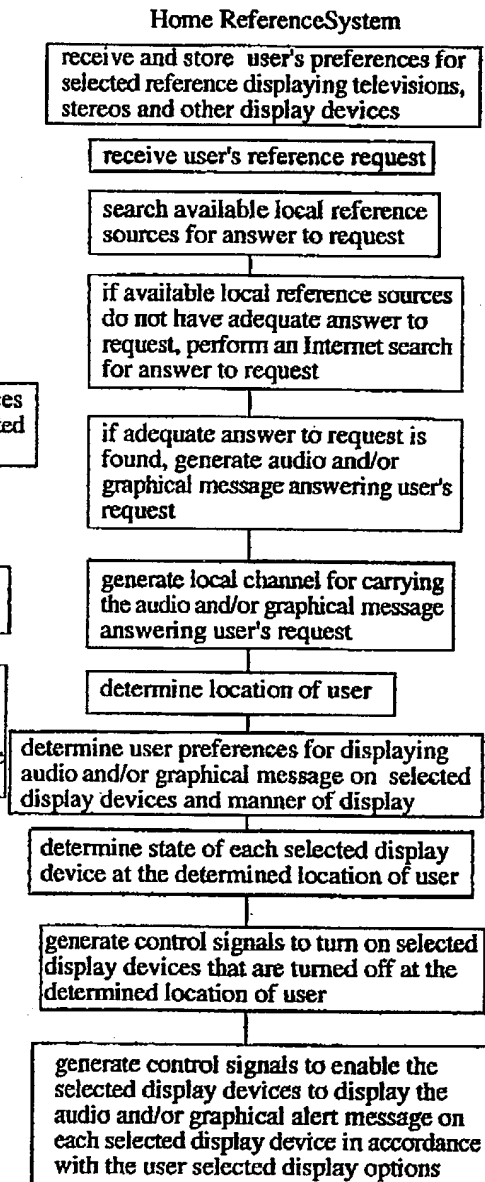 Home ReferenceSystem
receive and store user's preferences for
selected reference displaying televisions,
stereos and other display devices
receive user's reference request
search available local reference
sources for answer to request
if available local reference sources
do not have adequate answer to
request, perform an Internet search
for answer to request
ces
ted
if adequate answer to request is
found, generate audio and/or
graphical message answering user's
request
generate local channel for carrying
the audio and/or graphical message
answering user's request
determine location of user
determine user preferences for displaying
audio and/or graphical message on selected
display devices and manner of display
determine state of each selected display
device at the determined location of user
generate control signals to turn on selected
display devices that are turned off at the
determined location of user
generate control signals to enable the
selected display devices to display the
audio and/or graphical alert message on
each selected display device in accordance
with the user selected display options